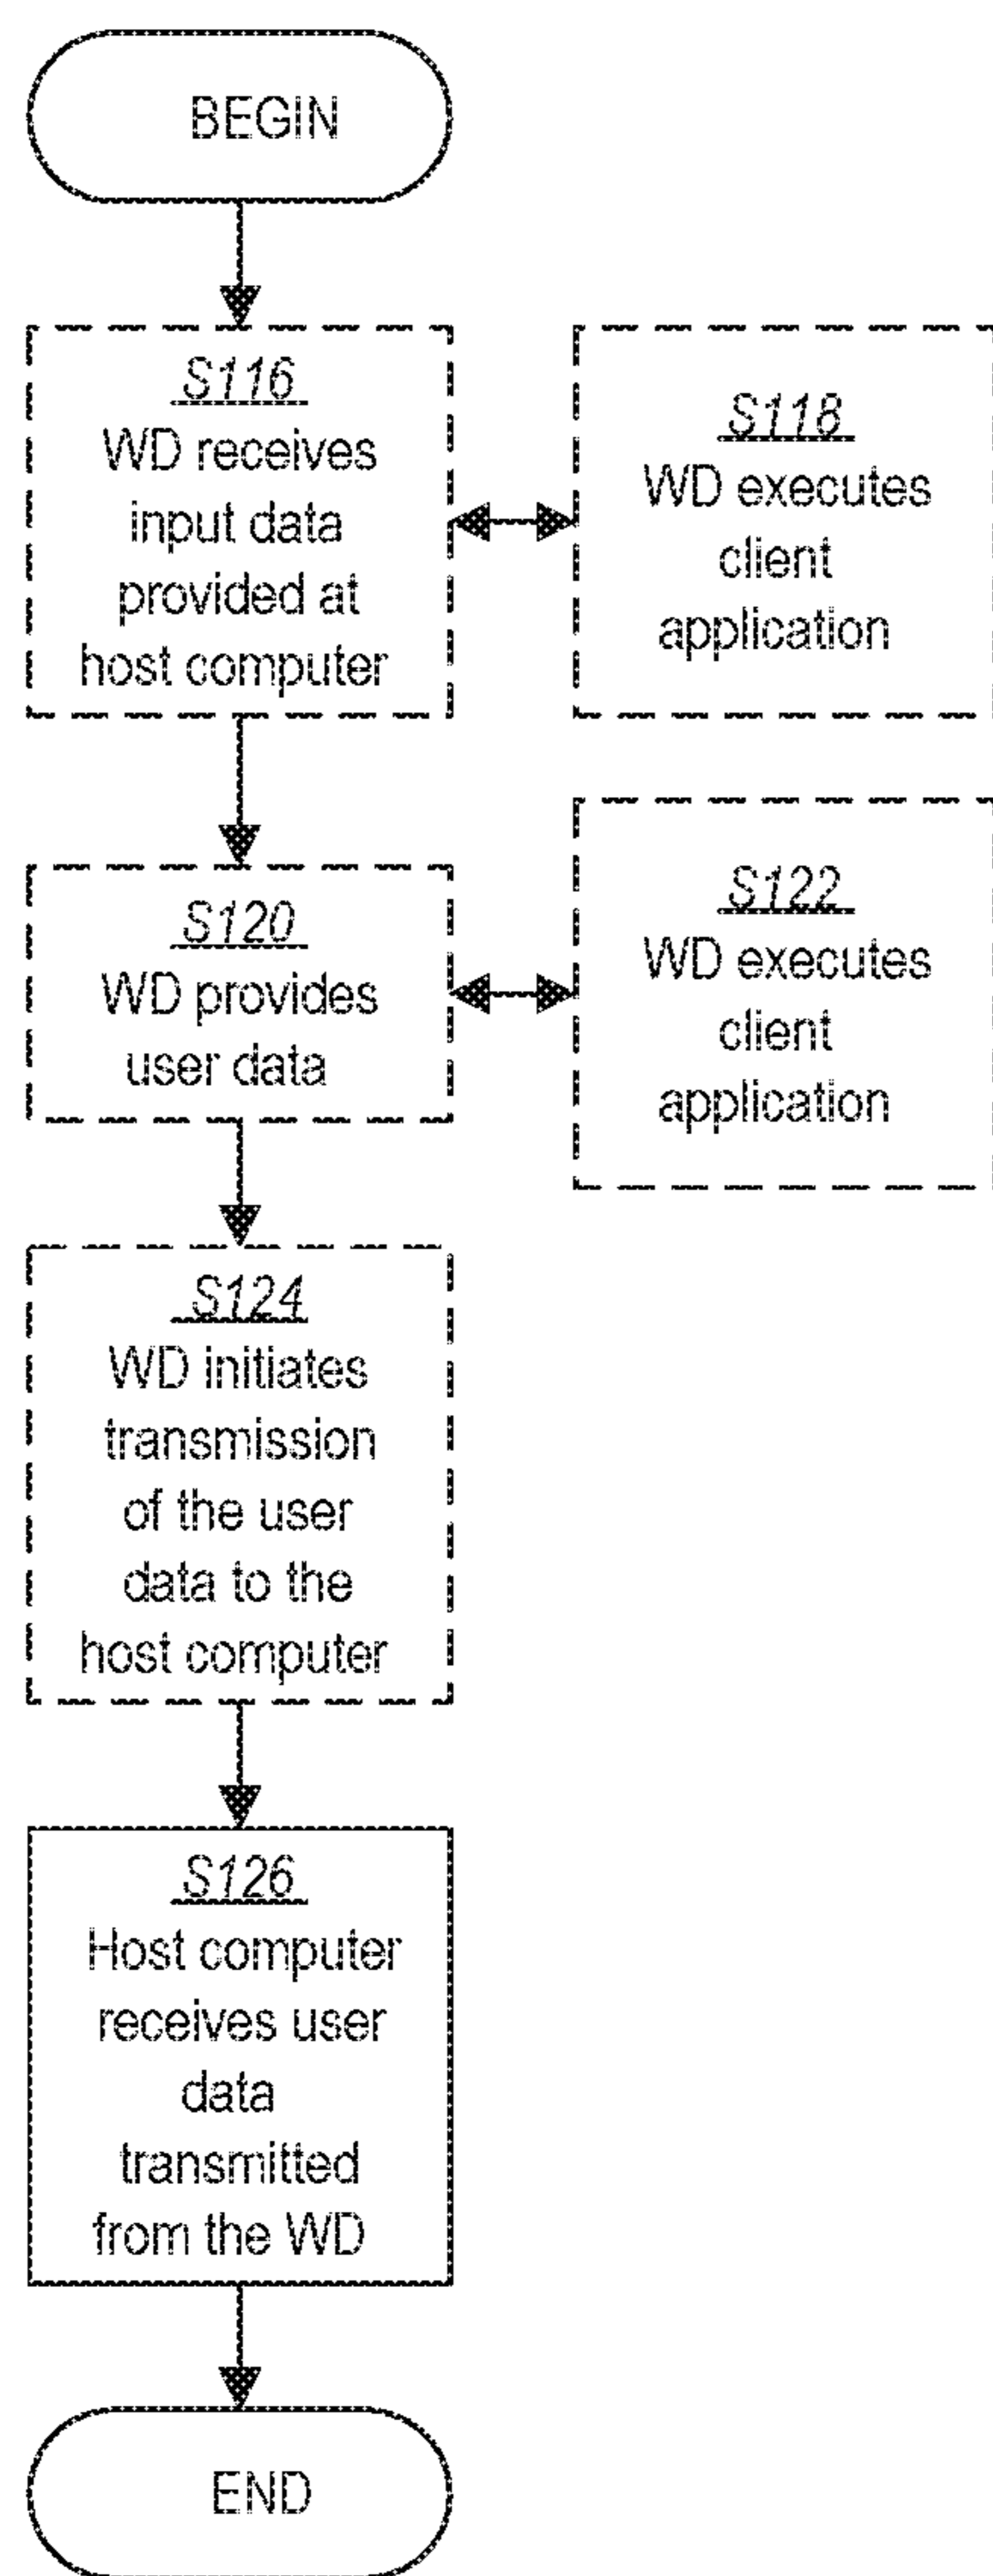 BEGIN
S116
WD receives
input data
provided at
host computer
S118
WD executes
client
application
S120
WD provides
user data
S122
WD executes
client
application
S124
WD initiates
transmission
of the user
data to the
host computer
S126
Host computer
receives user
data
transmitted
from the WD
END